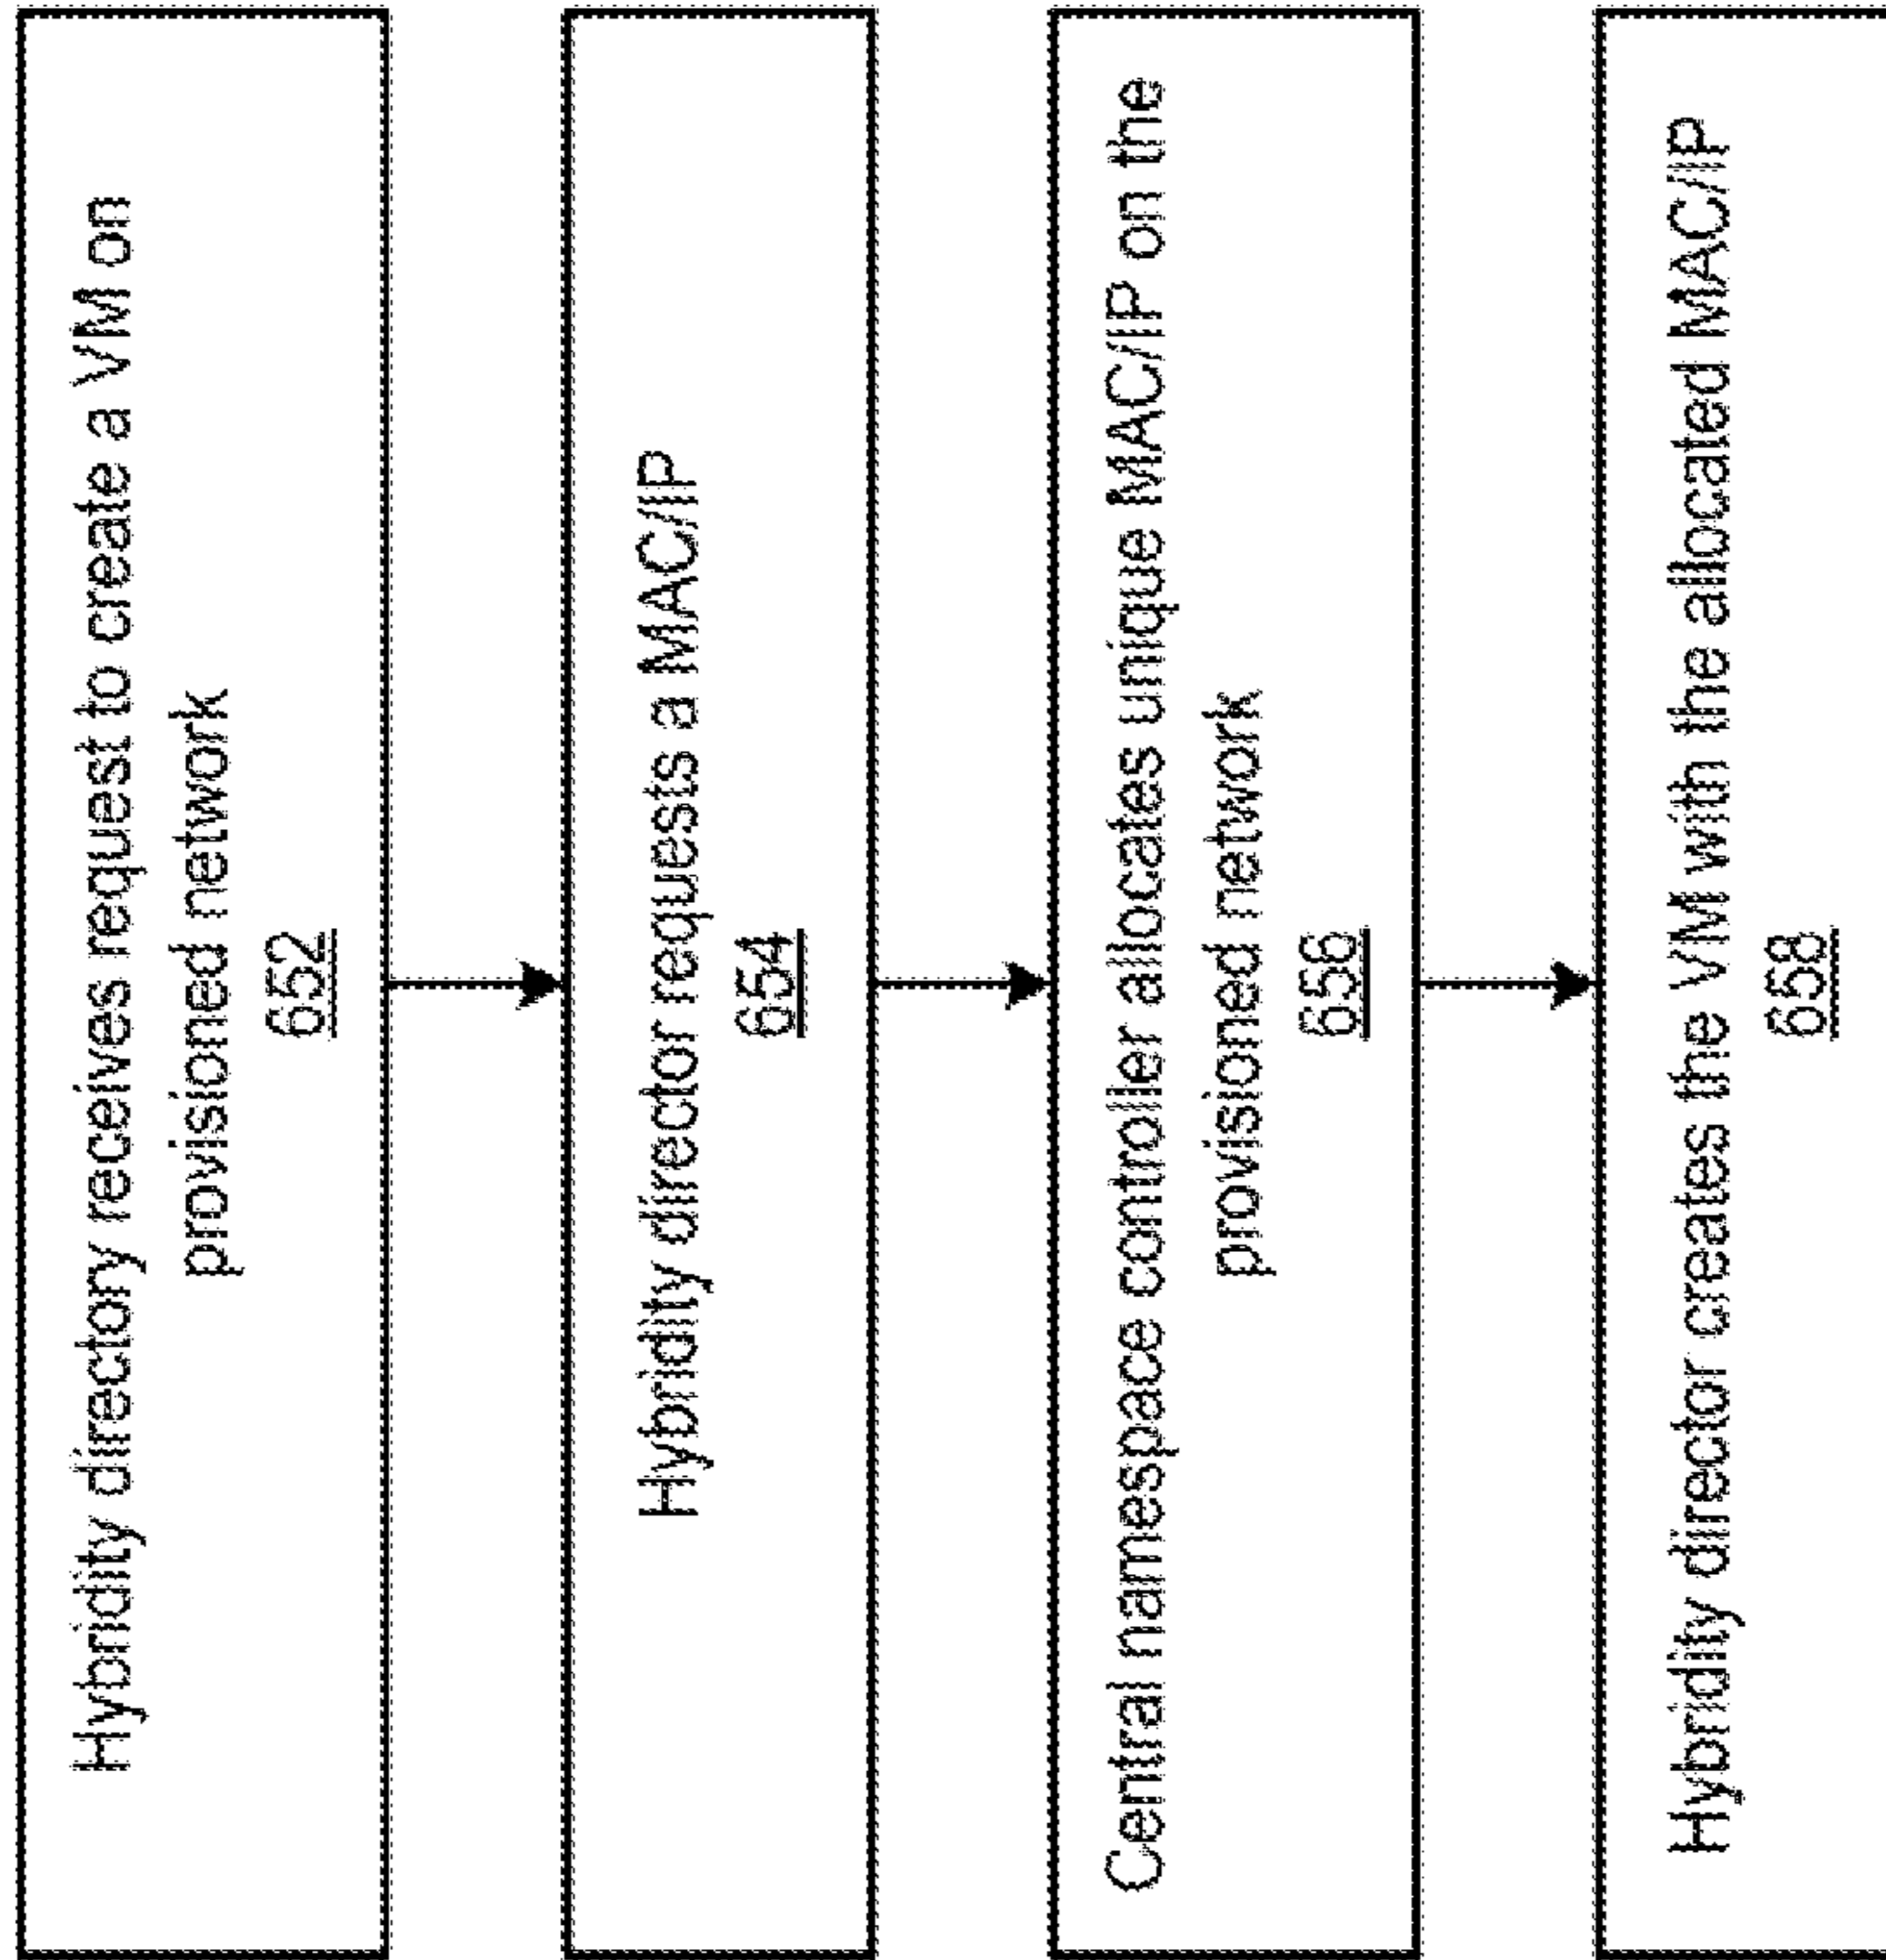 Hybridity directory receives request to create a VM on
provisioned network
652
Hybridity director requests a MAC/IP
654
Central namespace controller allocates unique MAC/IP on the
provisioned network
656
Hybridity director creates the VM with the allocated MAC/IP
658